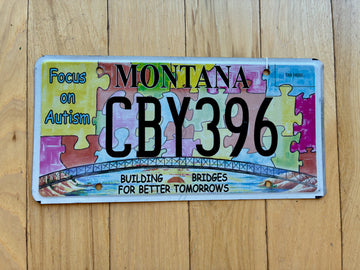 MONTANA
Focus
on
Autism
CBY396
BUILDING BRIDGES
FOR BETTER TOMORROWS